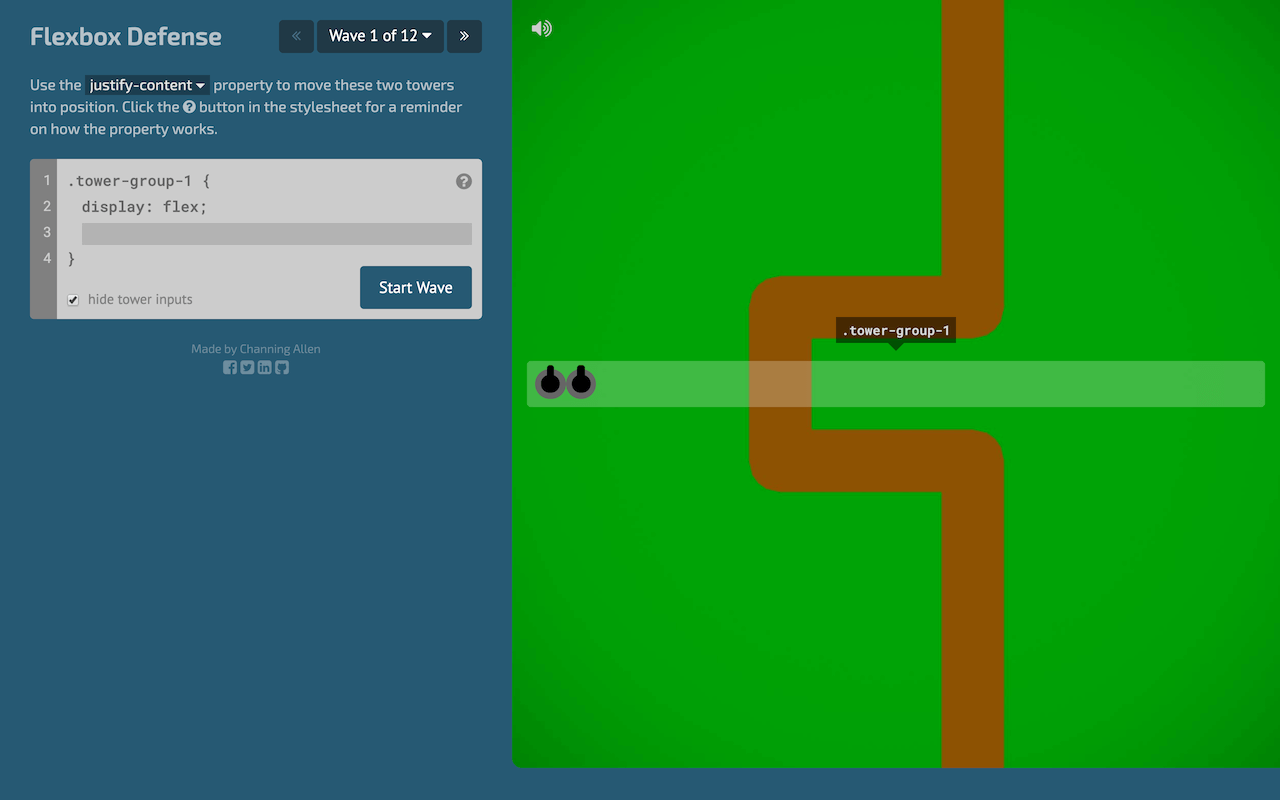 Flexbox Defense
« Wave 1 of 12 »
Use the justify-content property to move these two towers
into position. Click the ? button in the stylesheet for a reminder
on how the property works.
1 .tower-group-1 { ?
2 display: flex;
3
4 }
hide tower inputs
Start Wave
Made by Channing Allen
.tower-group-1